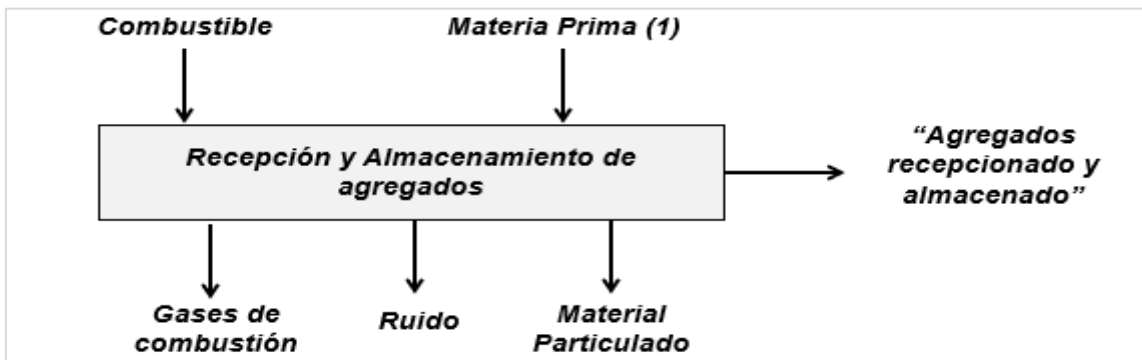 Combustible
Materia Prima (1)
Recepción y Almacenamiento de
agregados
“Agregados
recepcionado y
almacenado”
Gases de
combustión
Ruido
Material
Particulado